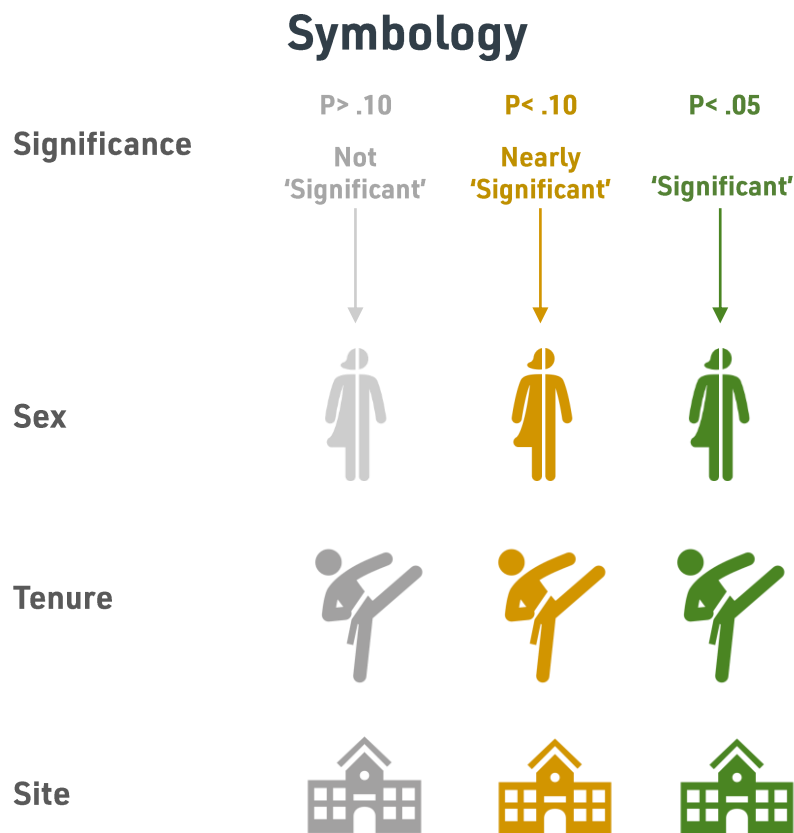 Symbology
Significance
P> .10
P< .10
P< .05
Not
‘Significant’
Nearly
‘Significant’
‘Significant’
Sex
Tenure
Site